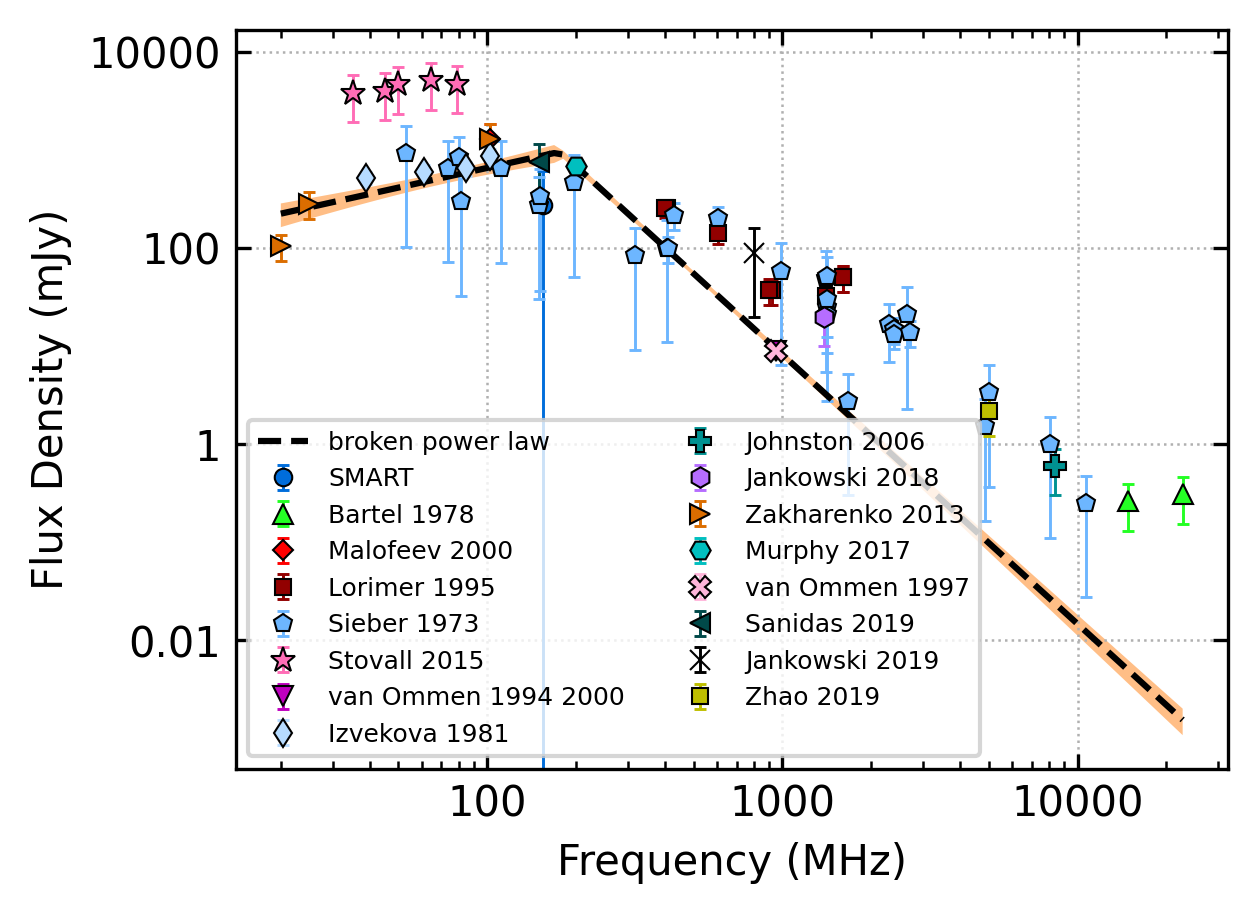 10000
100
1
0.01
Flux Density (mJy)
broken power law
SMART
Bartel 1978
Malofeev 2000
Lorimer 1995
Sieber 1973
Stovall 2015
van Ommen 1994 2000
Izvekova 1981
Johnston 2006
Jankowski 2018
Zakharenko 2013
Murphy 2017
van Ommen 1997
Sanidas 2019
Jankowski 2019
Zhao 2019
100
1000
10000
Frequency (MHz)